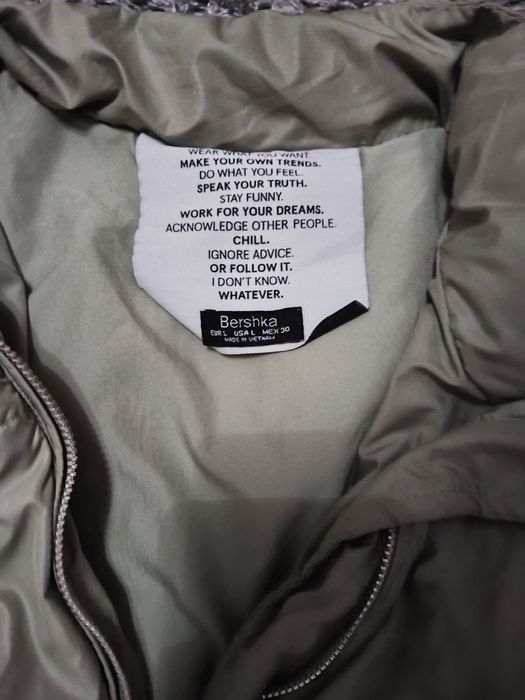 WEAR WHAT YOU WANT.
MAKE YOUR OWN TRENDS.
DO WHAT YOU FEEL.
SPEAK YOUR TRUTH.
STAY FUNNY.
WORK FOR YOUR DREAMS.
ACKNOWLEDGE OTHER PEOPLE.
CHILL.
IGNORE ADVICE.
OR FOLLOW IT.
I DON'T KNOW.
WHATEVER.
Bershka
EUR L USA L MEX 30
MADE IN VIETNAM